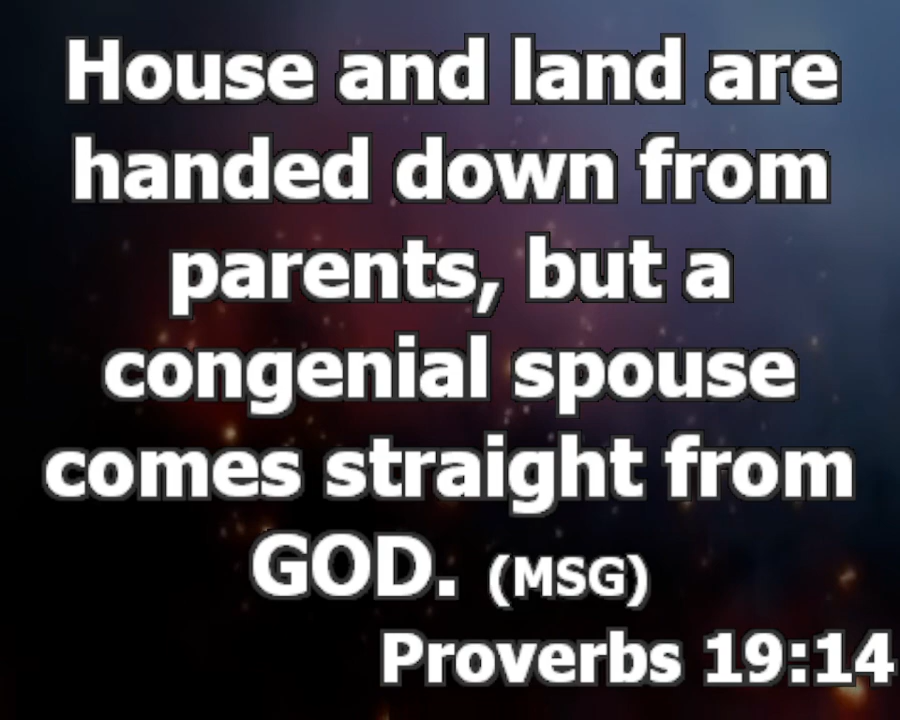 House and land are
handed down from
parents, but a
congenial spouse
comes straight from
GOD. (MSG)
Proverbs 19:14